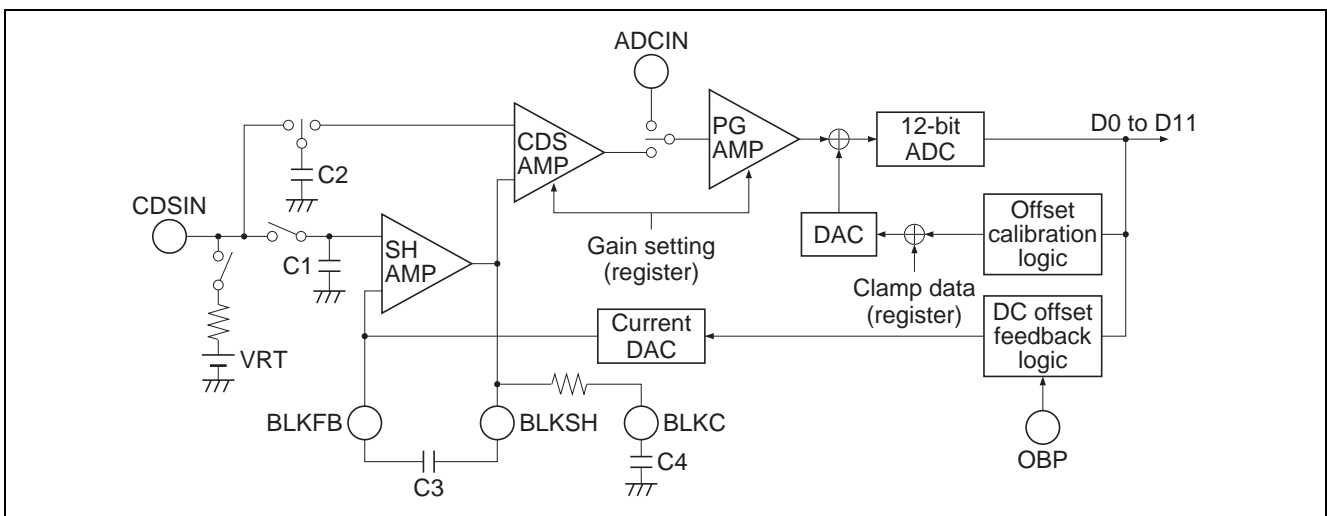 ADCIN
CDS
AMP
PG
AMP
12-bit
ADC
D0 to D11
C2
CDSIN
C1
SH
AMP
Gain setting
(register)
DAC
Offset
calibration
logic
Clamp data
(register)
VRT
Current
DAC
DC offset
feedback
logic
BLKFB
BLKSH
BLKC
C3
C4
OBP